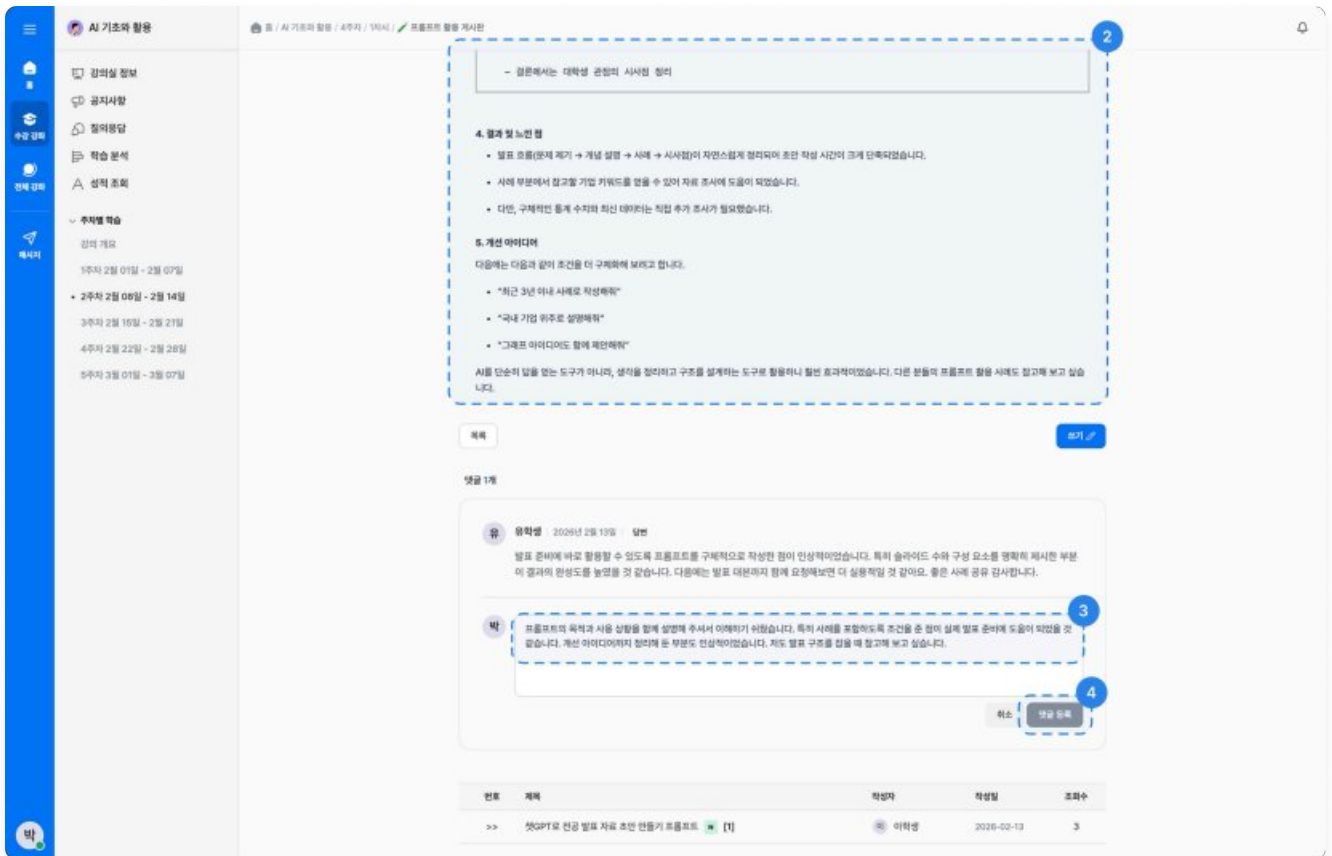 AI 기초와 활용
홈 / AI 기초와 활용 / 4주차 / 1차시 / 프롬프트 활용 게시판
홈
수강 강좌
전체 강좌
메시지
박
강의실 정보
공지사항
질의응답
학습 분석
성적 조회
주차별 학습
강의 개요
1주차 2월 01일 - 2월 07일
2주차 2월 08일 - 2월 14일
3주차 2월 15일 - 2월 21일
4주차 2월 22일 - 2월 28일
5주차 3월 01일 - 3월 07일
2
- 결론에서는 대학생 관점의 시사점 정리
4. 결과 및 느낀 점
• 발표 흐름(문제 제기 → 개념 설명 → 사례 → 시사점)이 자연스럽게 정리되어 초안 작성 시간이 크게 단축되었습니다.
• 사례 부분에서 참고할 기업 키워드를 얻을 수 있어 자료 조사에 도움이 되었습니다.
• 다만, 구체적인 통계 수치와 최신 데이터는 직접 추가 조사가 필요했습니다.
5. 개선 아이디어
다음에는 다음과 같이 조건을 더 구체화해 보려고 합니다.
• "최근 3년 이내 사례로 작성해줘"
• "국내 기업 위주로 설명해줘"
• "그래프 아이디어도 함께 제안해줘"
AI를 단순히 답을 얻는 도구가 아니라, 생각을 정리하고 구조를 설계하는 도구로 활용하니 훨씬 효과적이었습니다. 다른 분들의 프롬프트 활용 사례도 참고해 보고 싶습
니다.
목록
쓰기
댓글 1개
유
유학생 2026년 2월 13일 답변
발표 준비에 바로 활용할 수 있도록 프롬프트를 구체적으로 작성한 점이 인상적이었습니다. 특히 슬라이드 수와 구성 요소를 명확히 제시한 부분
이 결과의 완성도를 높였을 것 같습니다. 다음에는 발표 대본까지 함께 요청해보면 더 실용적일 것 같아요. 좋은 사례 공유 감사합니다.
3
박
프롬프트의 목적과 사용 상황을 함께 설명해 주셔서 이해하기 쉬웠습니다. 특히 사례를 포함하도록 조건을 준 점이 실제 발표 준비에 도움이 되었을 것
같습니다. 개선 아이디어까지 정리해 둔 부분도 인상적이었습니다. 저도 발표 구조를 잡을 때 참고해 보고 싶습니다.
4
취소
댓글 등록
번호 제목 작성자 작성일 조회수
>> 챗GPT로 전공 발표 자료 초안 만들기 프롬프트 N [1] 이학생 2026-02-13 3